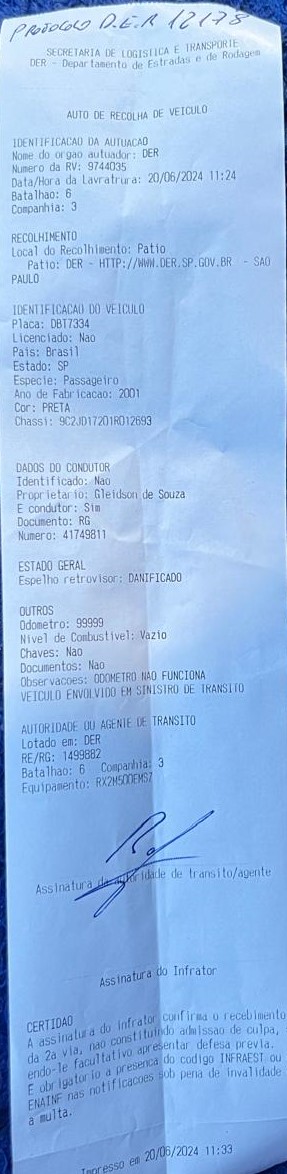 PROTOCOLO D.E.R 12178
SECRETARIA DE LOGISTICA E TRANSPORTE
DER - Departamento de Estradas e de Rodagem
AUTO DE RECOLHA DE VEICULO
IDENTIFICACAO DA AUTUACAO
Nome do orgao autuador: DER
Numero da RV: 9744035
Data/Hora da Lavratrura: 20/06/2024 11:24
Batalhao: 6
Companhia: 3
RECOLHIMENTO
Local do Recolhimento: Patio
Patio: DER - HTTP://WWW.DER.SP.GOV.BR - SAO
PAULO
IDENTIFICACAO DO VEICULO
Placa: DBT7334
Licenciado: Nao
Pais: Brasil
Estado: SP
Especie: Passageiro
Ano de Fabricacao: 2001
Cor: PRETA
Chassi: 9C2JD17201R012693
DADOS DO CONDUTOR
Identificado: Nao
Proprietario: Gleidson de Souza
E condutor: Sim
Documento: RG
Numero: 41749811
ESTADO GERAL
Espelho retrovisor: DANIFICADO
OUTROS
Odometro: 99999
Nivel de Combustivel: Vazio
Chaves: Nao
Documentos: Nao
Observacoes: ODOMETRO NAO FUNCIONA
VEICULO ENVOLVIDO EM SINISTRO DE TRANSITO
AUTORIDADE OU AGENTE DE TRANSITO
Lotado em: DER
RE/RG: 1499882
Batalhao: 6 Companhia: 3
Equipamento: RX2M500EMSZ
Assinatura da autoridade de transito/agente
Assinatura do Infrator
CERTIDAO
A assinatura do infrator confirma o recebimento
da 2a via, nao constituindo admissao de culpa,
endo-le facultativo apresentar defesa previa.
E obrigatorio a presenca do codigo INFRAEST ou
ENAINF nas notificacoes sob pena de invalidade
a multa.
Impresso em 20/06/2024 11:33